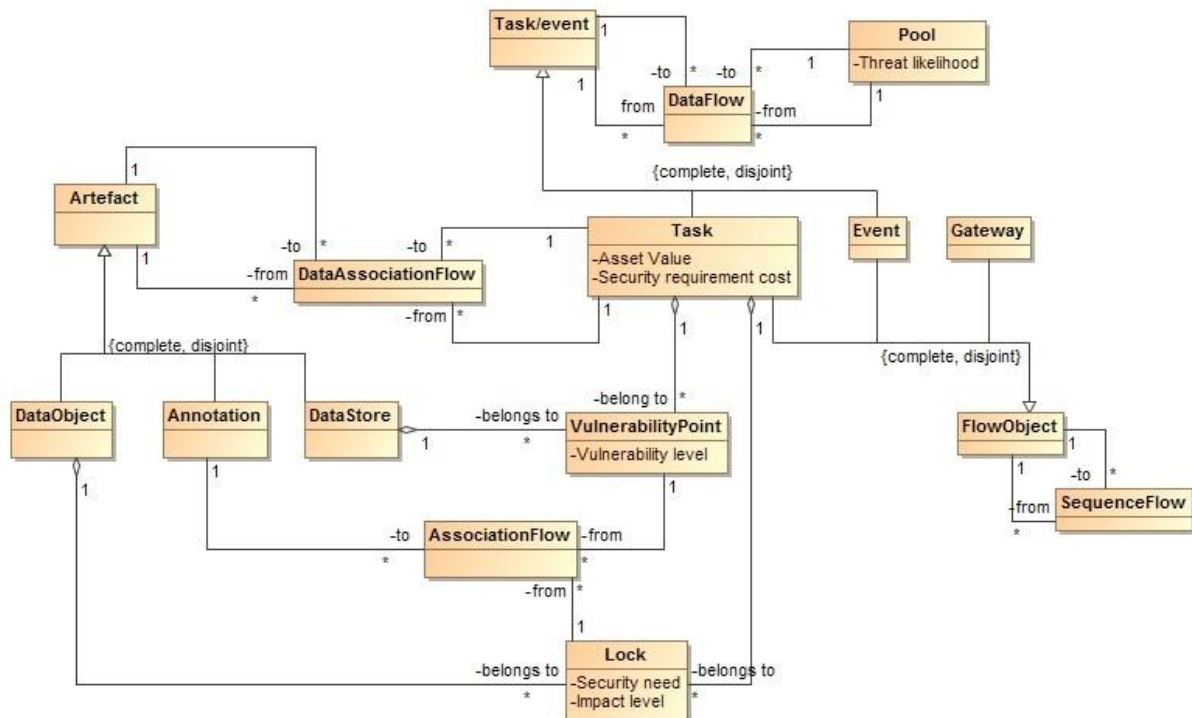 Task/event
1
Pool
-Threat likelihood
1
1
-to
*
-to
*
1
from
DataFlow
-from
*
*
{complete, disjoint}
1
Artefact
Task
-Asset Value
-Security requirement cost
Event
Gateway
-to
*
-to
*
1
1
-from
*
DataAssociationFlow
-from
*
1
1
1
{complete, disjoint}
{complete, disjoint}
DataObject
Annotation
DataStore
-belongs to
1
*
-belong to
*
VulnerabilityPoint
-Vulnerability level
FlowObject
1
1
1
1
1
-to
*
-from
*
SequenceFlow
-to
*
AssociationFlow
-from
*
-from
*
1
-belongs to
*
Lock
-Security need
-Impact level
-belongs to
*